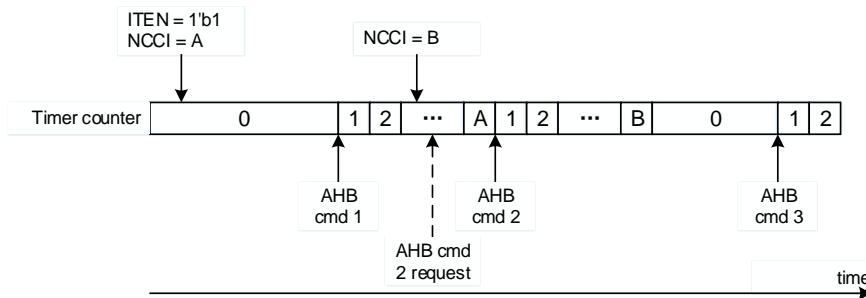 ITEN = 1'b1
NCCI = A
NCCI = B
Timer counter 0 1 2 ... A 1 2 ... B 0 1 2
AHB
cmd 1
AHB
cmd 2
AHB
cmd 3
AHB cmd
2 request
time